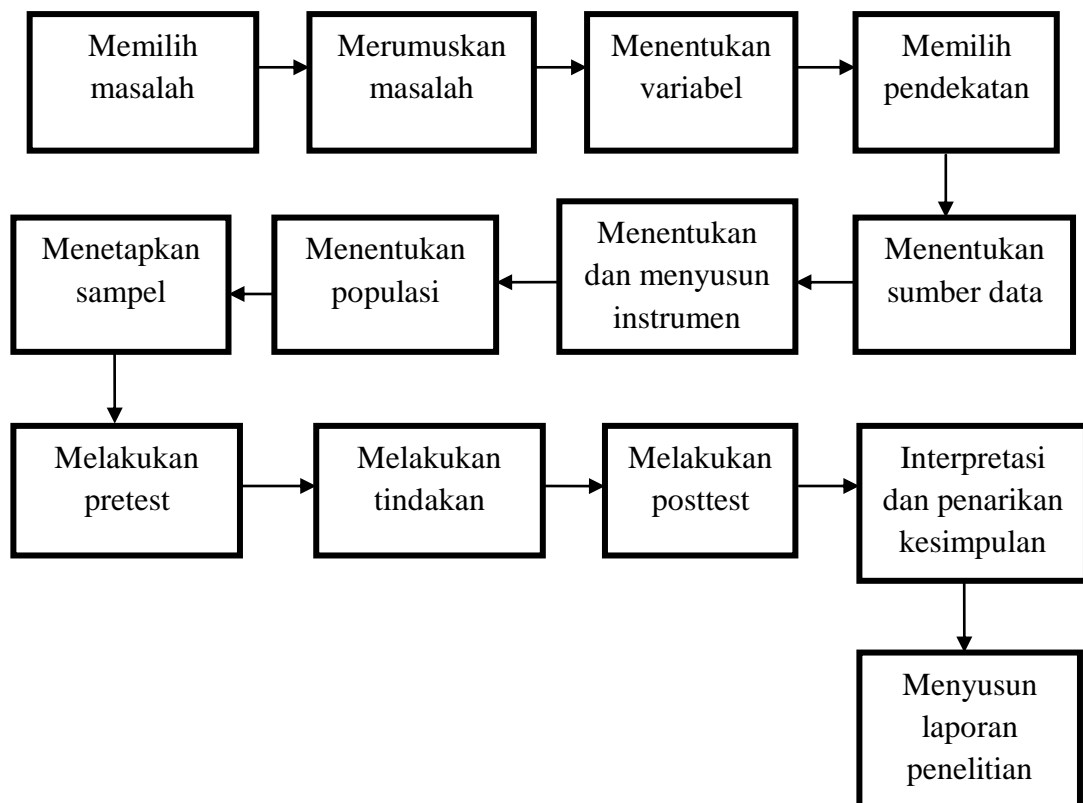 Memilih
masalah
Merumuskan
masalah
Menentukan
variabel
Memilih
pendekatan
Menentukan
sumber data
Menentukan
dan menyusun
instrumen
Menentukan
populasi
Menetapkan
sampel
Melakukan
pretest
Melakukan
tindakan
Melakukan
posttest
Interpretasi
dan penarikan
kesimpulan
Menyusun
laporan
penelitian